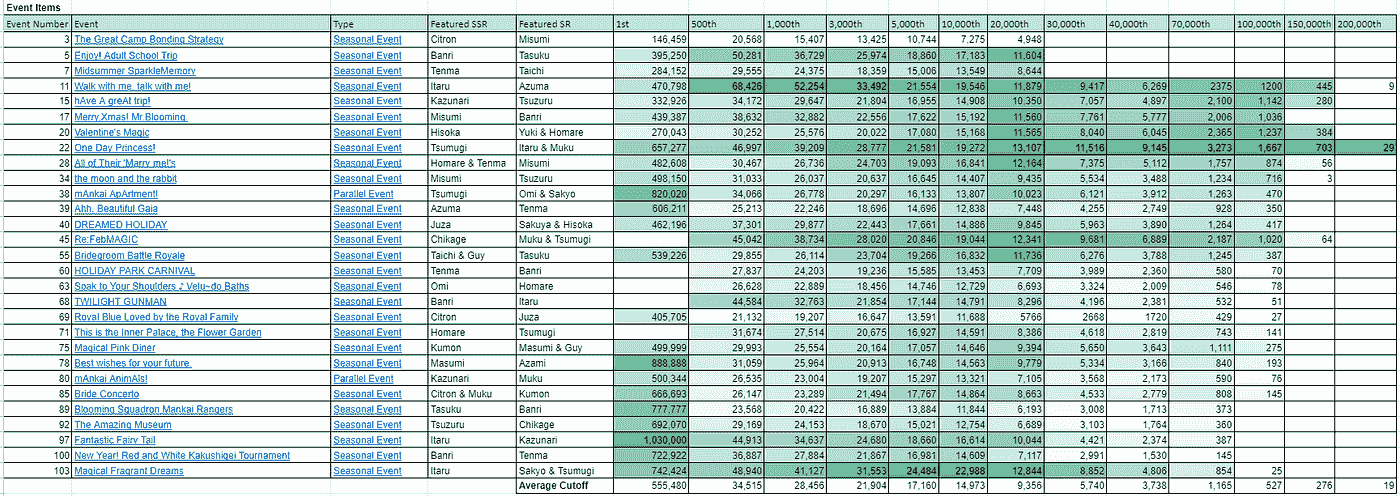 Event Items
Event Number Event Type Featured SSR Featured SR 1st 500th 1,000th 3,000th 5,000th 10,000th 20,000th 30,000th 40,000th 70,000th 100,000th 150,000th 200,000th
3 The Great Camp Bonding Strategy Seasonal Event Citron Misumi 146,459 20,568 15,407 13,425 10,744 7,275 4,948
5 Enjoy! Adult School Trip Seasonal Event Banri Tasuku 395,250 50,281 36,729 25,974 18,860 17,183 11,604
7 Midsummer SparkleMemory Seasonal Event Tenma Taichi 284,152 29,555 24,375 18,359 15,006 13,549 8,644
11 Walk with me, talk with me! Seasonal Event Itaru Azuma 470,798 68,426 52,254 33,492 21,554 19,546 11,879 9,417 6,269 2375 1200 445 9
15 hAve A greAt trip! Seasonal Event Kazunari Tsuzuru 332,926 34,172 29,647 21,804 16,955 14,908 10,350 7,057 4,897 2,100 1,142 280
17 Merry Xmas! Mr.Blooming Seasonal Event Misumi Banri 439,387 38,632 32,882 22,556 17,622 15,192 11,560 7,761 5,777 2,006 1,036
20 Valentine's Magic Seasonal Event Hisoka Yuki & Homare 270,043 30,252 25,576 20,022 17,080 15,168 11,565 8,040 6,045 2,365 1,237 384
22 One Day Princess! Seasonal Event Tsumugi Itaru & Muku 657,277 46,997 39,209 28,777 21,581 19,272 13,107 11,516 9,145 3,273 1,667 703 29
28 All of Their 'Marry me!'s Seasonal Event Homare & Tenma Misumi 482,608 30,467 26,736 24,703 19,093 16,841 12,164 7,375 5,112 1,757 874 56
34 the moon and the rabbit Seasonal Event Misumi Tsuzuru 498,150 31,033 26,037 20,637 16,645 14,407 9,435 5,534 3,488 1,234 716 3
38 mAnkai ApArtment! Parallel Event Tsumugi Omi & Sakyo 820,020 34,066 26,778 20,297 16,133 13,807 10,023 6,121 3,912 1,263 470
39 Ahh, Beautiful Gaia Seasonal Event Azuma Tenma 606,211 25,213 22,246 18,696 14,696 12,838 7,448 4,255 2,749 928 350
40 DREAMED HOLIDAY Seasonal Event Juza Sakuya & Hisoka 462,196 37,301 29,877 22,443 17,661 14,886 9,845 5,963 3,890 1,264 417
45 Re:FebMAGIC Seasonal Event Chikage Muku & Tsumugi 45,042 38,734 28,020 20,846 19,044 12,341 9,681 6,889 2,187 1,020 64
55 Bridegroom Battle Royale Seasonal Event Taichi & Guy Tasuku 539,226 29,855 26,114 23,704 19,266 16,832 11,736 6,276 3,788 1,245 387
60 HOLIDAY PARK CARNIVAL Seasonal Event Tenma Banri 27,837 24,203 19,236 15,585 13,453 7,709 3,989 2,360 580 70
63 Soak to Your Shoulders ♪ Velu~do Baths Seasonal Event Omi Homare 26,628 22,889 18,456 14,746 12,729 6,693 3,324 2,009 546 78
68 TWILIGHT GUNMAN Seasonal Event Banri Itaru 44,584 32,763 21,854 17,144 14,791 8,296 4,196 2,381 532 51
69 Royal Blue Loved by the Royal Family Seasonal Event Citron Juza 405,705 21,132 19,207 16,647 13,591 11,688 5766 2668 1720 429 27
71 This is the Inner Palace, the Flower Garden Seasonal Event Homare Tsumugi 31,674 27,514 20,675 16,927 14,591 8,386 4,618 2,819 743 141
75 Magical Pink Diner Seasonal Event Kumon Masumi & Guy 499,999 29,993 25,554 20,164 17,057 14,646 9,394 5,650 3,643 1,111 275
78 Best wishes for your future. Seasonal Event Masumi Azami 888,888 31,059 25,964 20,913 16,748 14,563 9,779 5,334 3,166 840 193
80 mAnkai AnimAls! Parallel Event Kazunari Muku 500,344 26,535 23,004 19,207 15,297 13,321 7,105 3,568 2,173 590 76
85 Bride Concerto Seasonal Event Citron & Muku Kumon 666,693 26,147 23,289 21,494 17,767 14,864 8,663 4,533 2,779 808 145
89 Blooming Squadron Mankai Rangers Seasonal Event Tasuku Banri 777,777 23,568 20,422 16,889 13,884 11,844 6,193 3,008 1,713 373
92 The Amazing Museum Seasonal Event Tsuzuru Chikage 692,070 29,169 24,153 18,670 15,021 12,754 6,689 3,103 1,764 360
97 Fantastic Fairy Tail Seasonal Event Itaru Kazunari 1,030,000 44,913 34,637 24,680 18,660 16,614 10,044 4,421 2,374 387
100 New Year! Red and White Kakushigei Tournament Seasonal Event Banri Tenma 722,922 36,887 27,884 21,867 16,981 14,609 7,117 2,991 1,530 145
103 Magical Fragrant Dreams Seasonal Event Itaru Sakyo & Tsumugi 742,424 48,940 41,127 31,553 24,484 22,988 12,844 8,852 4,806 854 25
Average Cutoff 555,480 34,515 28,456 21,904 17,160 14,973 9,356 5,740 3,738 1,165 527 276 19